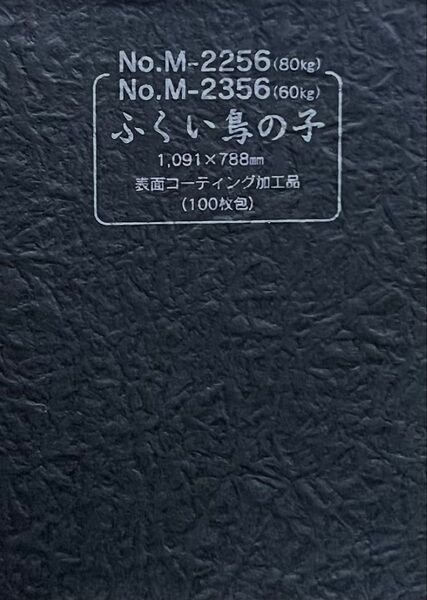 No.M-2256(80kg)
No.M-2356(60kg)
ふくい鳥の子
1,091×788mm
表面コーティング加工品
(100枚包)